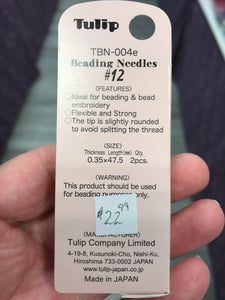 Tulip
TBN-004e
Beading Needles
#12
(FEATURES)
○Ideal for beading & bead
embroidery
○Flexible and Strong
○The tip is slightly rounded
to avoid splitting the thread
(SIZE)
Thickness Length(mm) Qty.
0.35×47.5 2pcs.
(WARNING)
This product should be used
for beading purposes only.
$22.99
(MANUFACTURER)
Tulip Company Limited
4-19-8, Kusunoki-Cho, Nishi-Ku,
Hiroshima 733-0002 JAPAN
www.tulip-japan.co.jp
Made in JAPAN